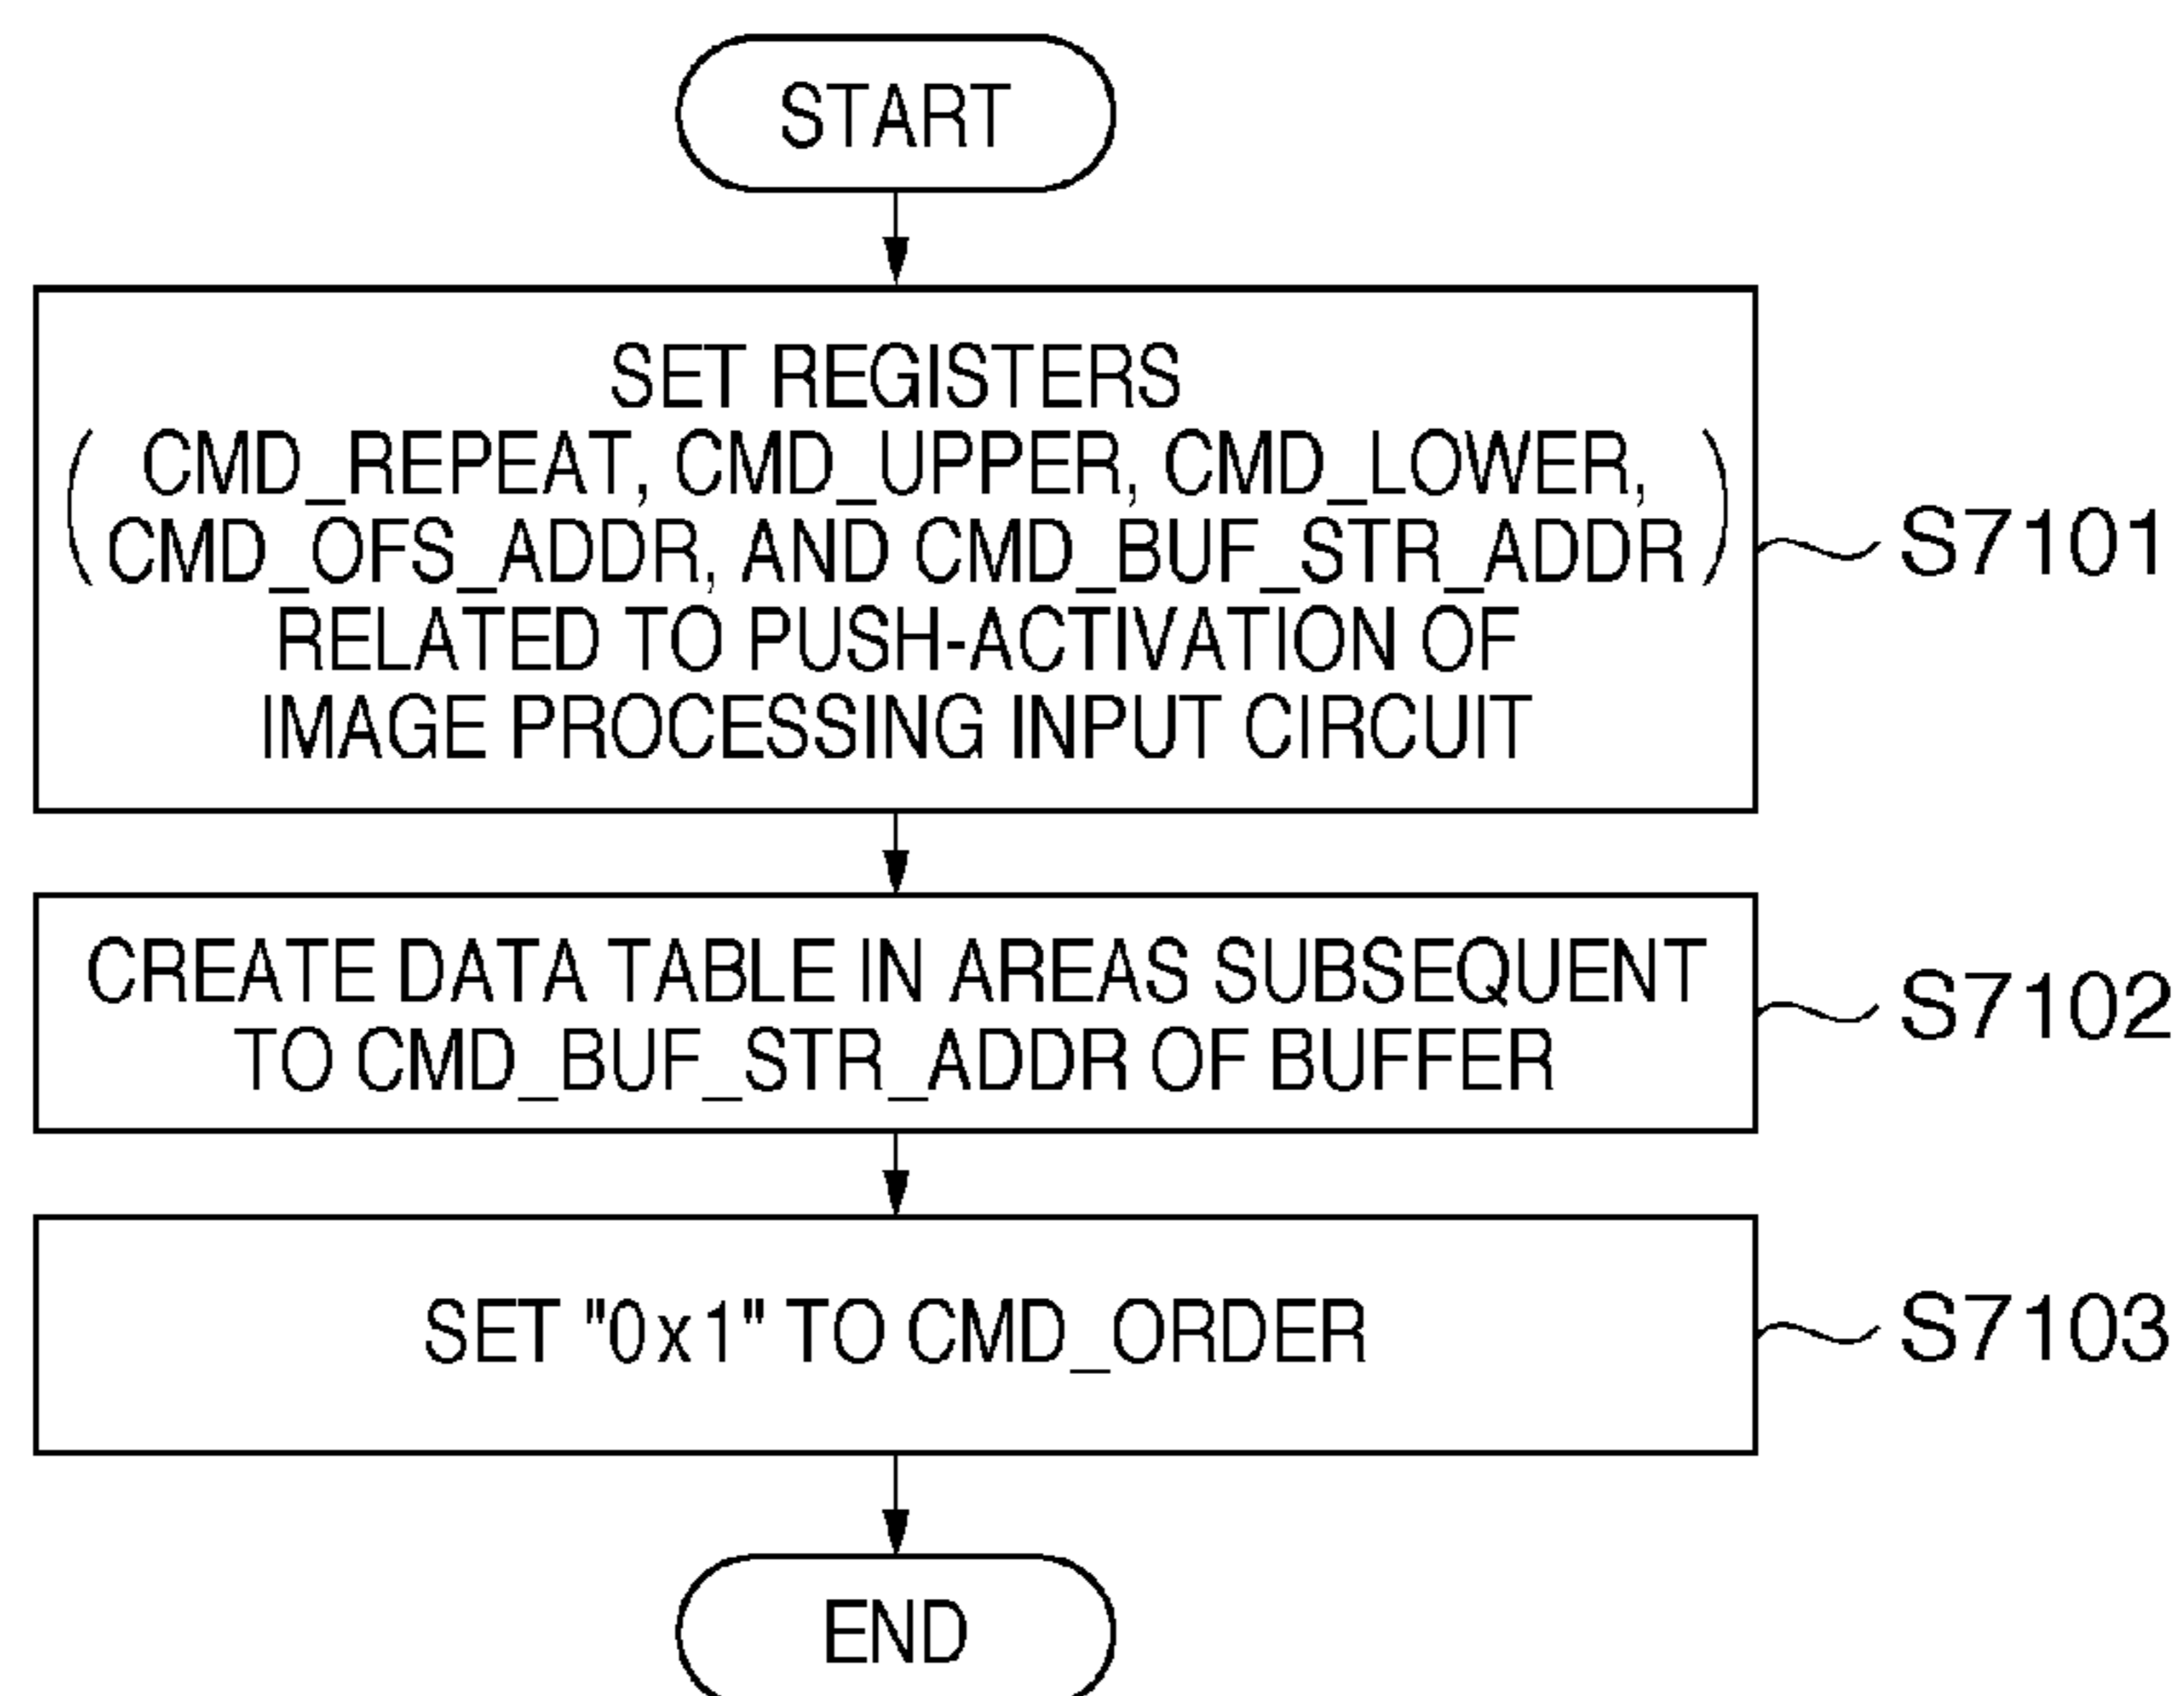 START
SET REGISTERS
( CMD_REPEAT, CMD_UPPER, CMD_LOWER,
CMD_OFS_ADDR, AND CMD_BUF_STR_ADDR )
RELATED TO PUSH-ACTIVATION OF
IMAGE PROCESSING INPUT CIRCUIT
S7101
CREATE DATA TABLE IN AREAS SUBSEQUENT
TO CMD_BUF_STR_ADDR OF BUFFER
S7102
SET "0x1" TO CMD_ORDER
S7103
END